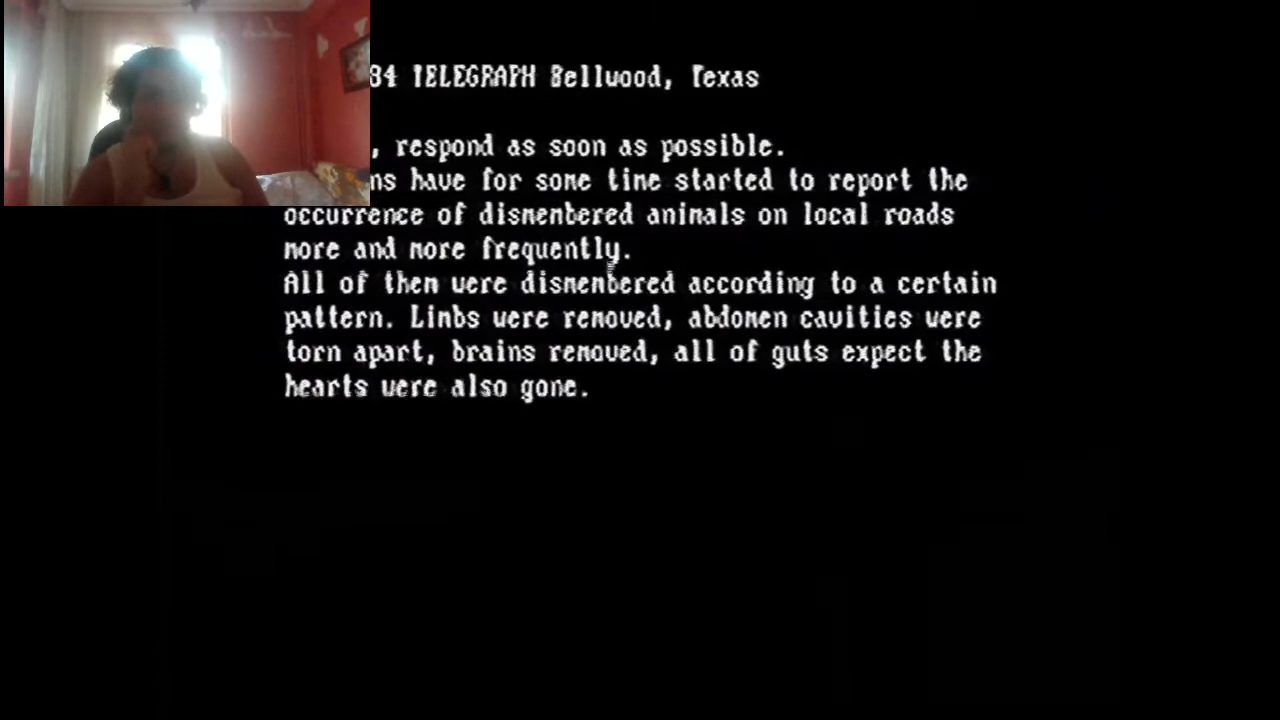 84 TELEGRAPH Bellwood, Texas
, respond as soon as possible.
ns have for some time started to report the
occurrence of dismembered animals on local roads
more and more frequently.
All of them were dismembered according to a certain
pattern. Limbs were removed, abdomen cavities were
torn apart, brains removed, all of guts expect the
hearts were also gone.